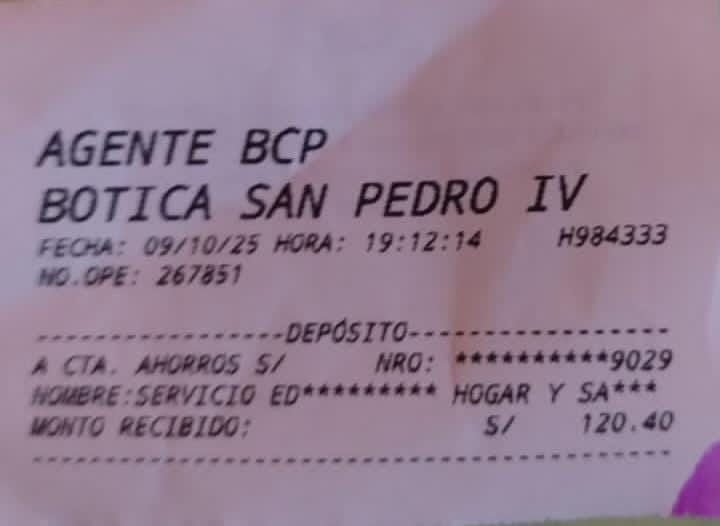 AGENTE BCP
BOTICA SAN PEDRO IV
FECHA: 09/10/25 HORA: 19:12:14 H984333
NO.OPE: 267851
-----------------DEPÓSITO-----------------
A CTA. AHORROS S/ NRO: **********9029
NOMBRE:SERVICIO ED********* HOGAR Y SA***
MONTO RECIBIDO: S/ 120.40
------------------------------------------